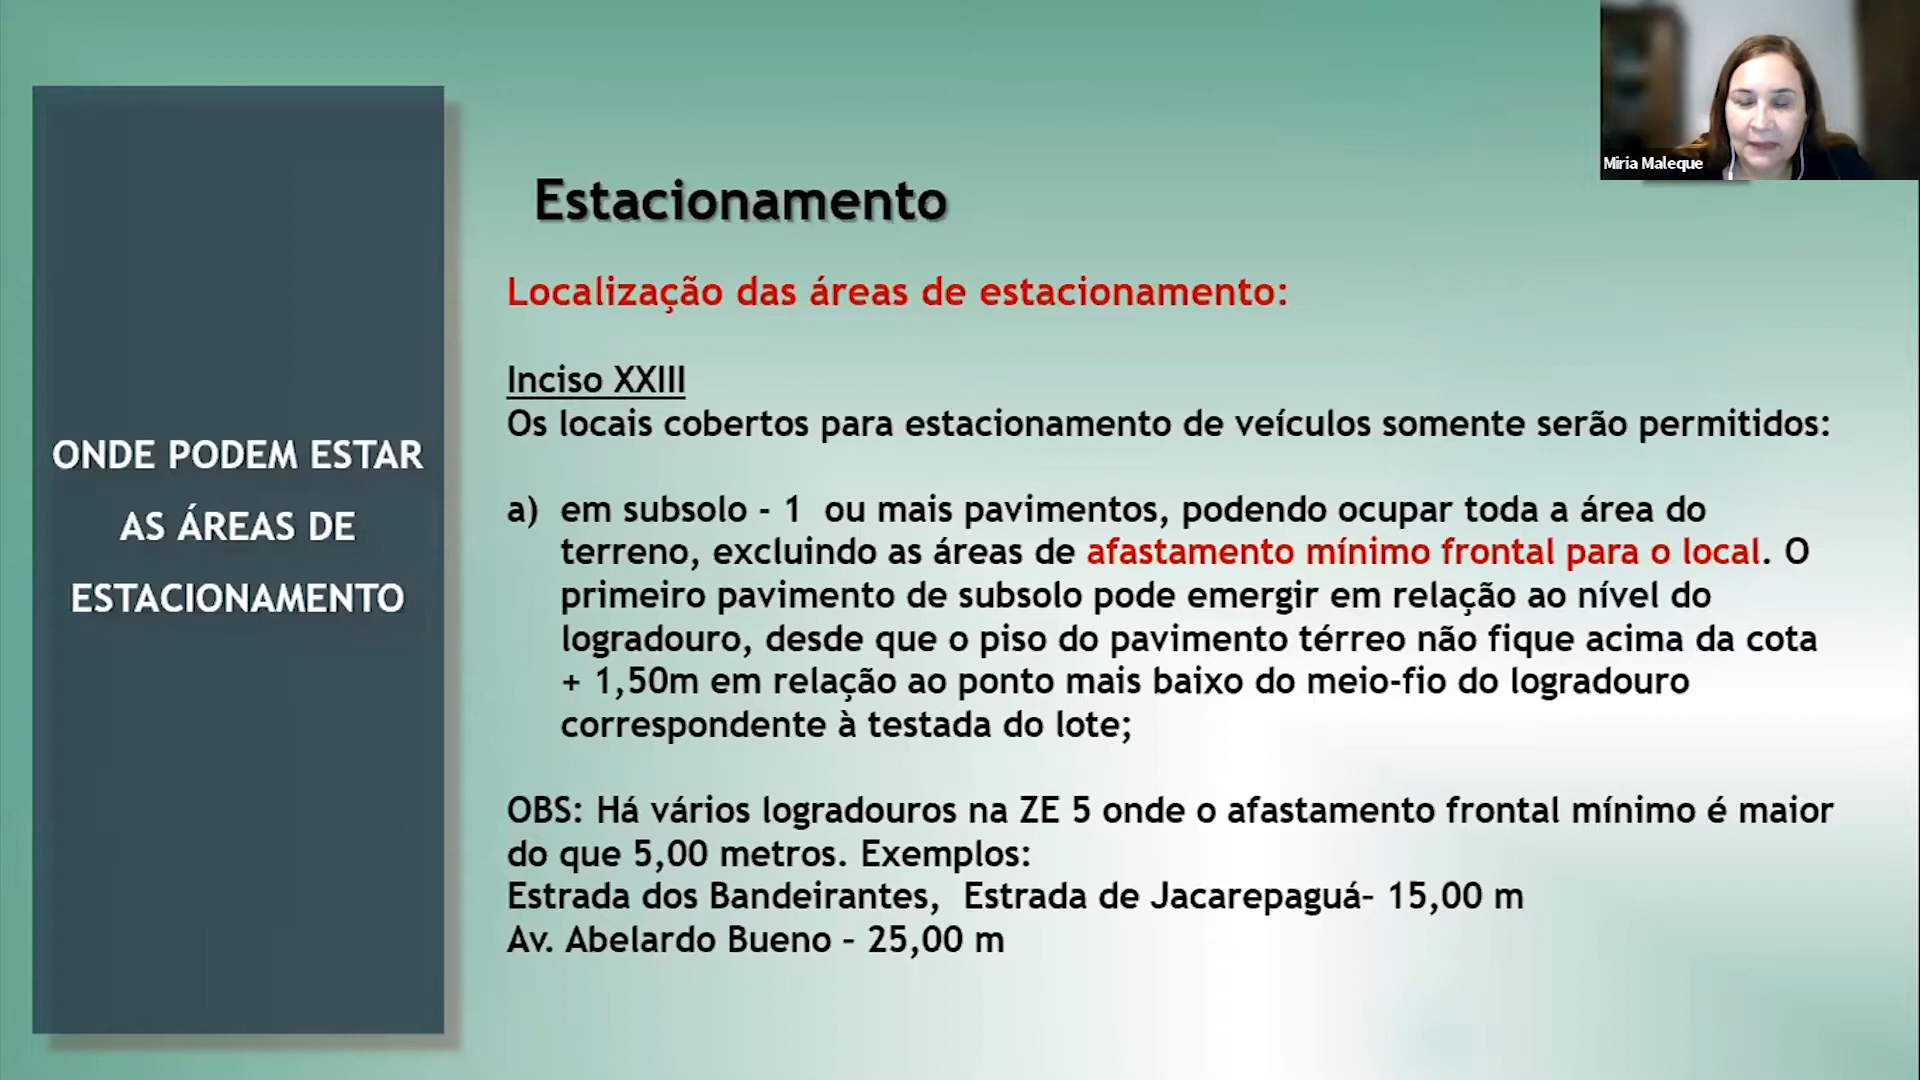 Miria Maleque
ONDE PODEM ESTAR
AS ÁREAS DE
ESTACIONAMENTO
Estacionamento
Localização das áreas de estacionamento:
Inciso XXIII
Os locais cobertos para estacionamento de veículos somente serão permitidos:
a) em subsolo - 1 ou mais pavimentos, podendo ocupar toda a área do
terreno, excluindo as áreas de afastamento mínimo frontal para o local. O
primeiro pavimento de subsolo pode emergir em relação ao nível do
logradouro, desde que o piso do pavimento térreo não fique acima da cota
+ 1,50m em relação ao ponto mais baixo do meio-fio do logradouro
correspondente à testada do lote;
OBS: Há vários logradouros na ZE 5 onde o afastamento frontal mínimo é maior
do que 5,00 metros. Exemplos:
Estrada dos Bandeirantes, Estrada de Jacarepaguá– 15,00 m
Av. Abelardo Bueno – 25,00 m